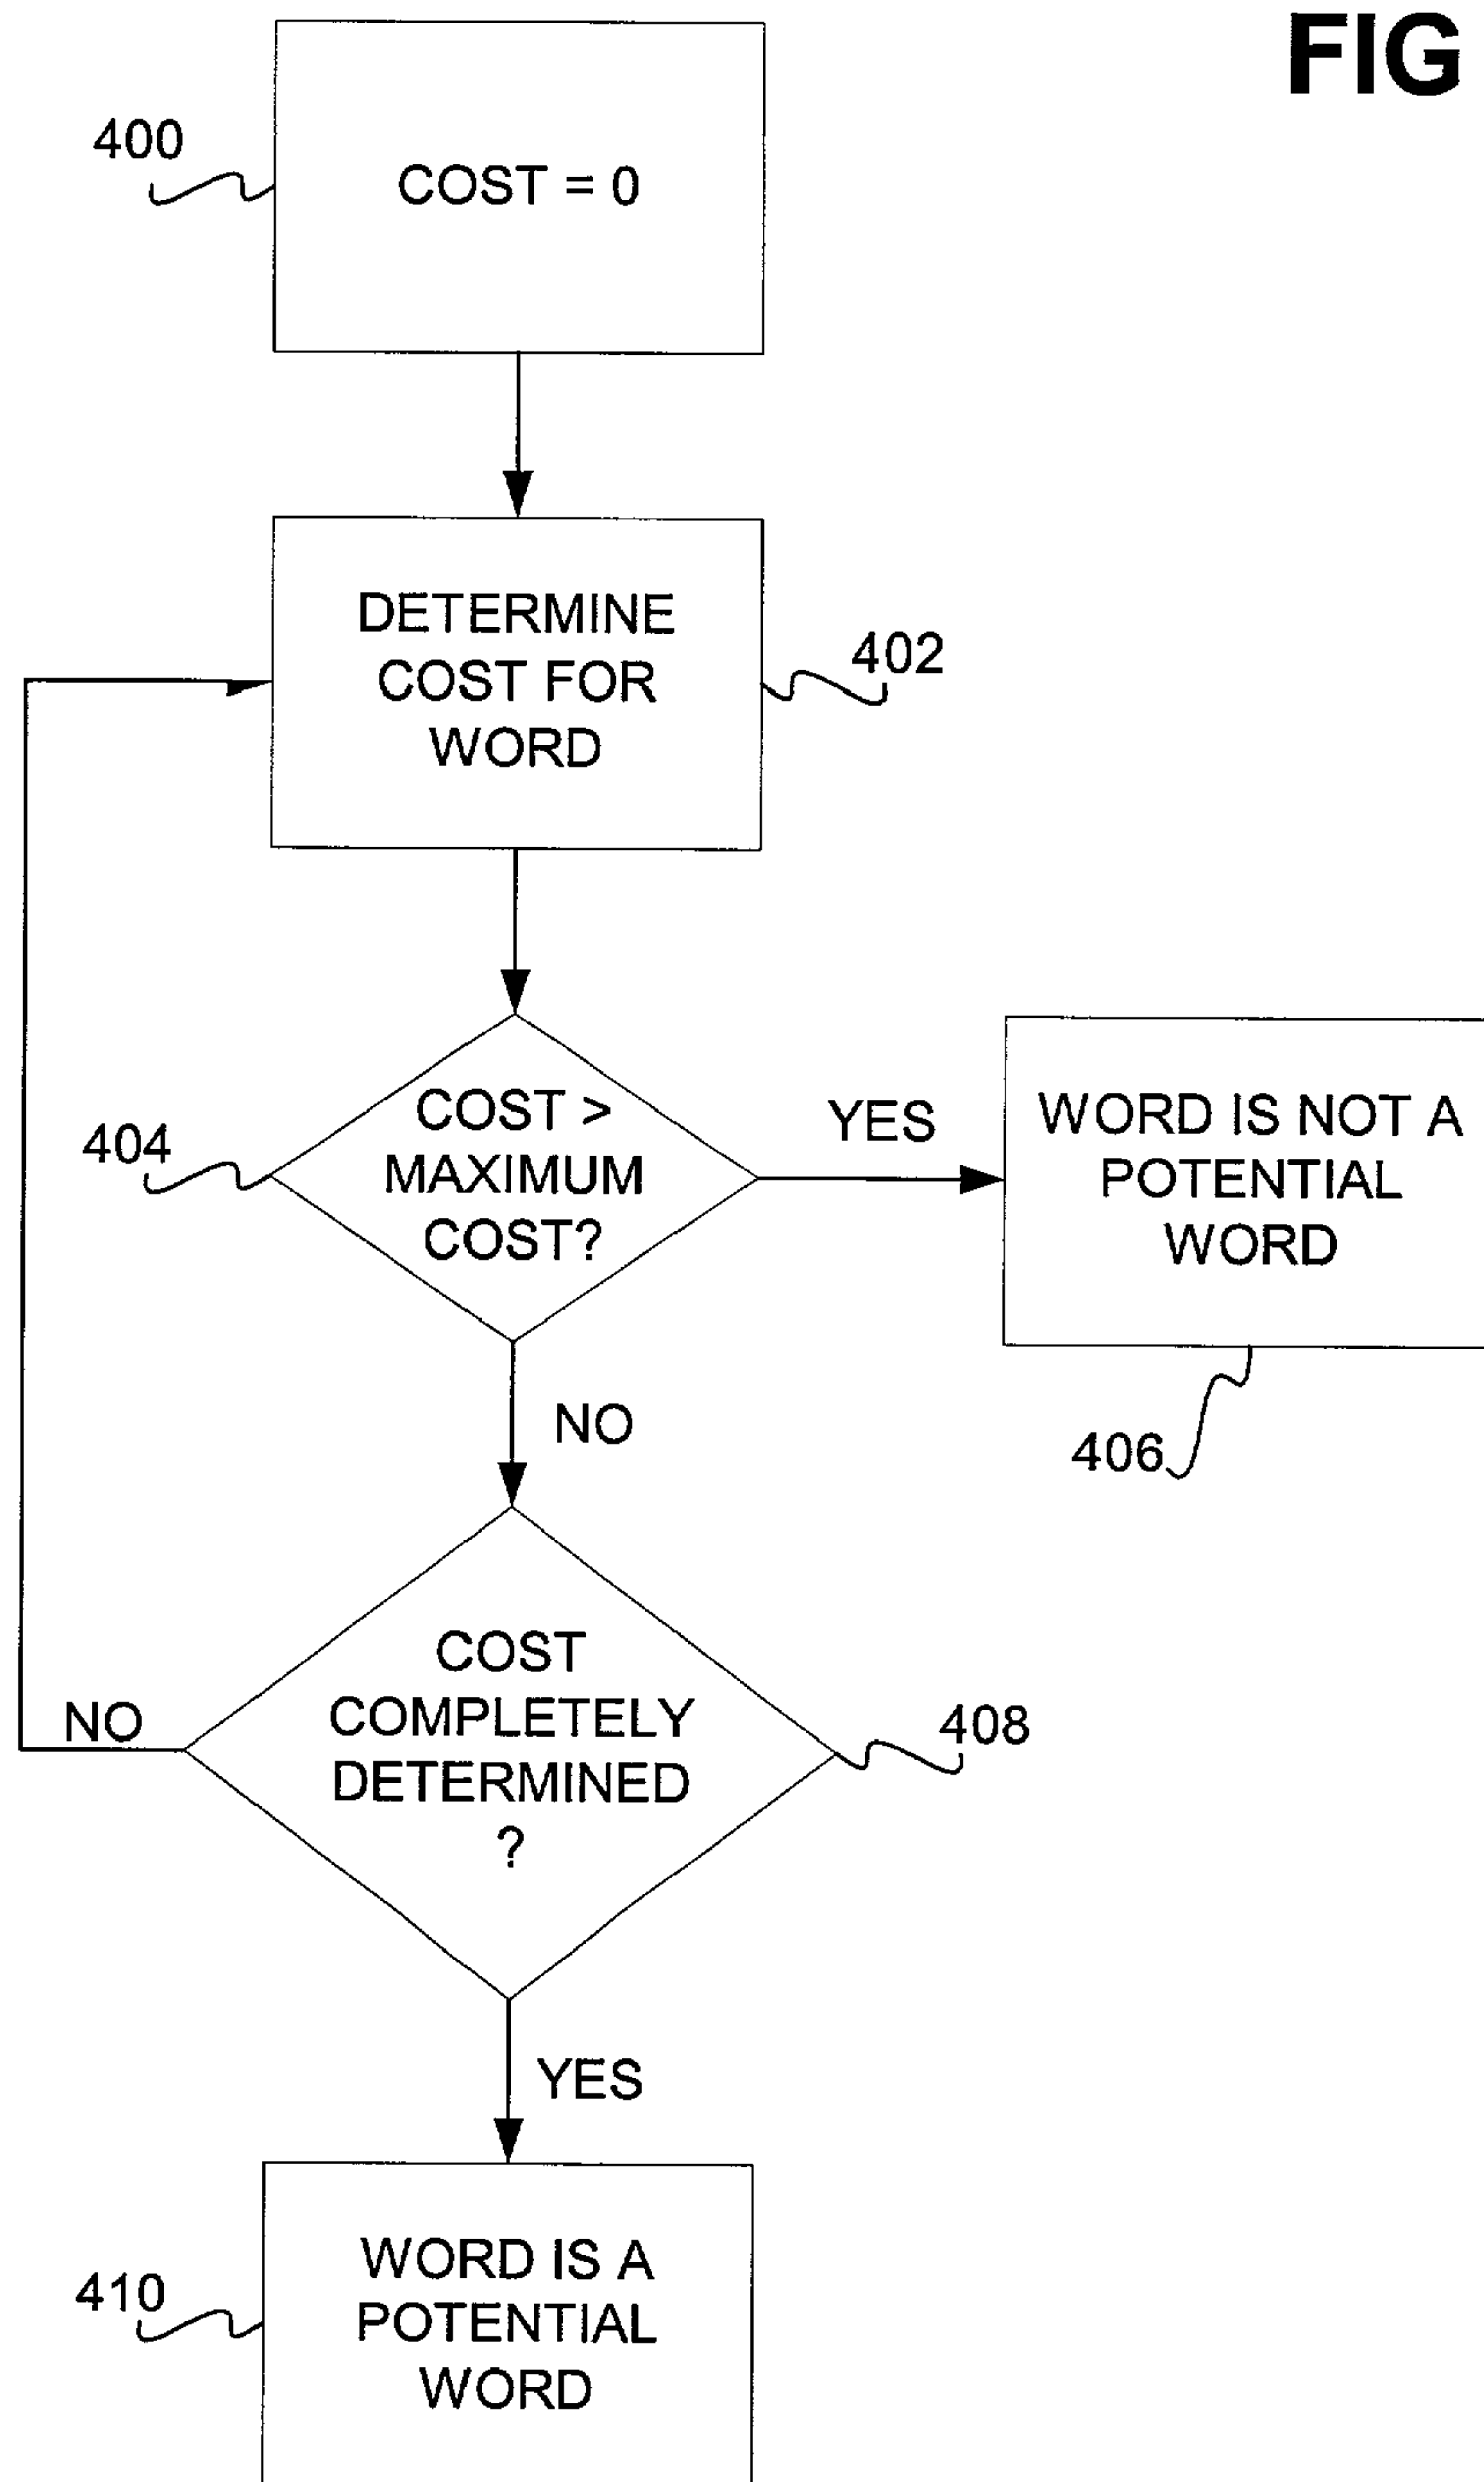 FIG
400
COST = 0
DETERMINE
COST FOR
WORD
402
404
COST >
MAXIMUM
COST?
YES
WORD IS NOT A
POTENTIAL
WORD
406
NO
COST
COMPLETELY
DETERMINED
?
NO
408
YES
410
WORD IS A
POTENTIAL
WORD